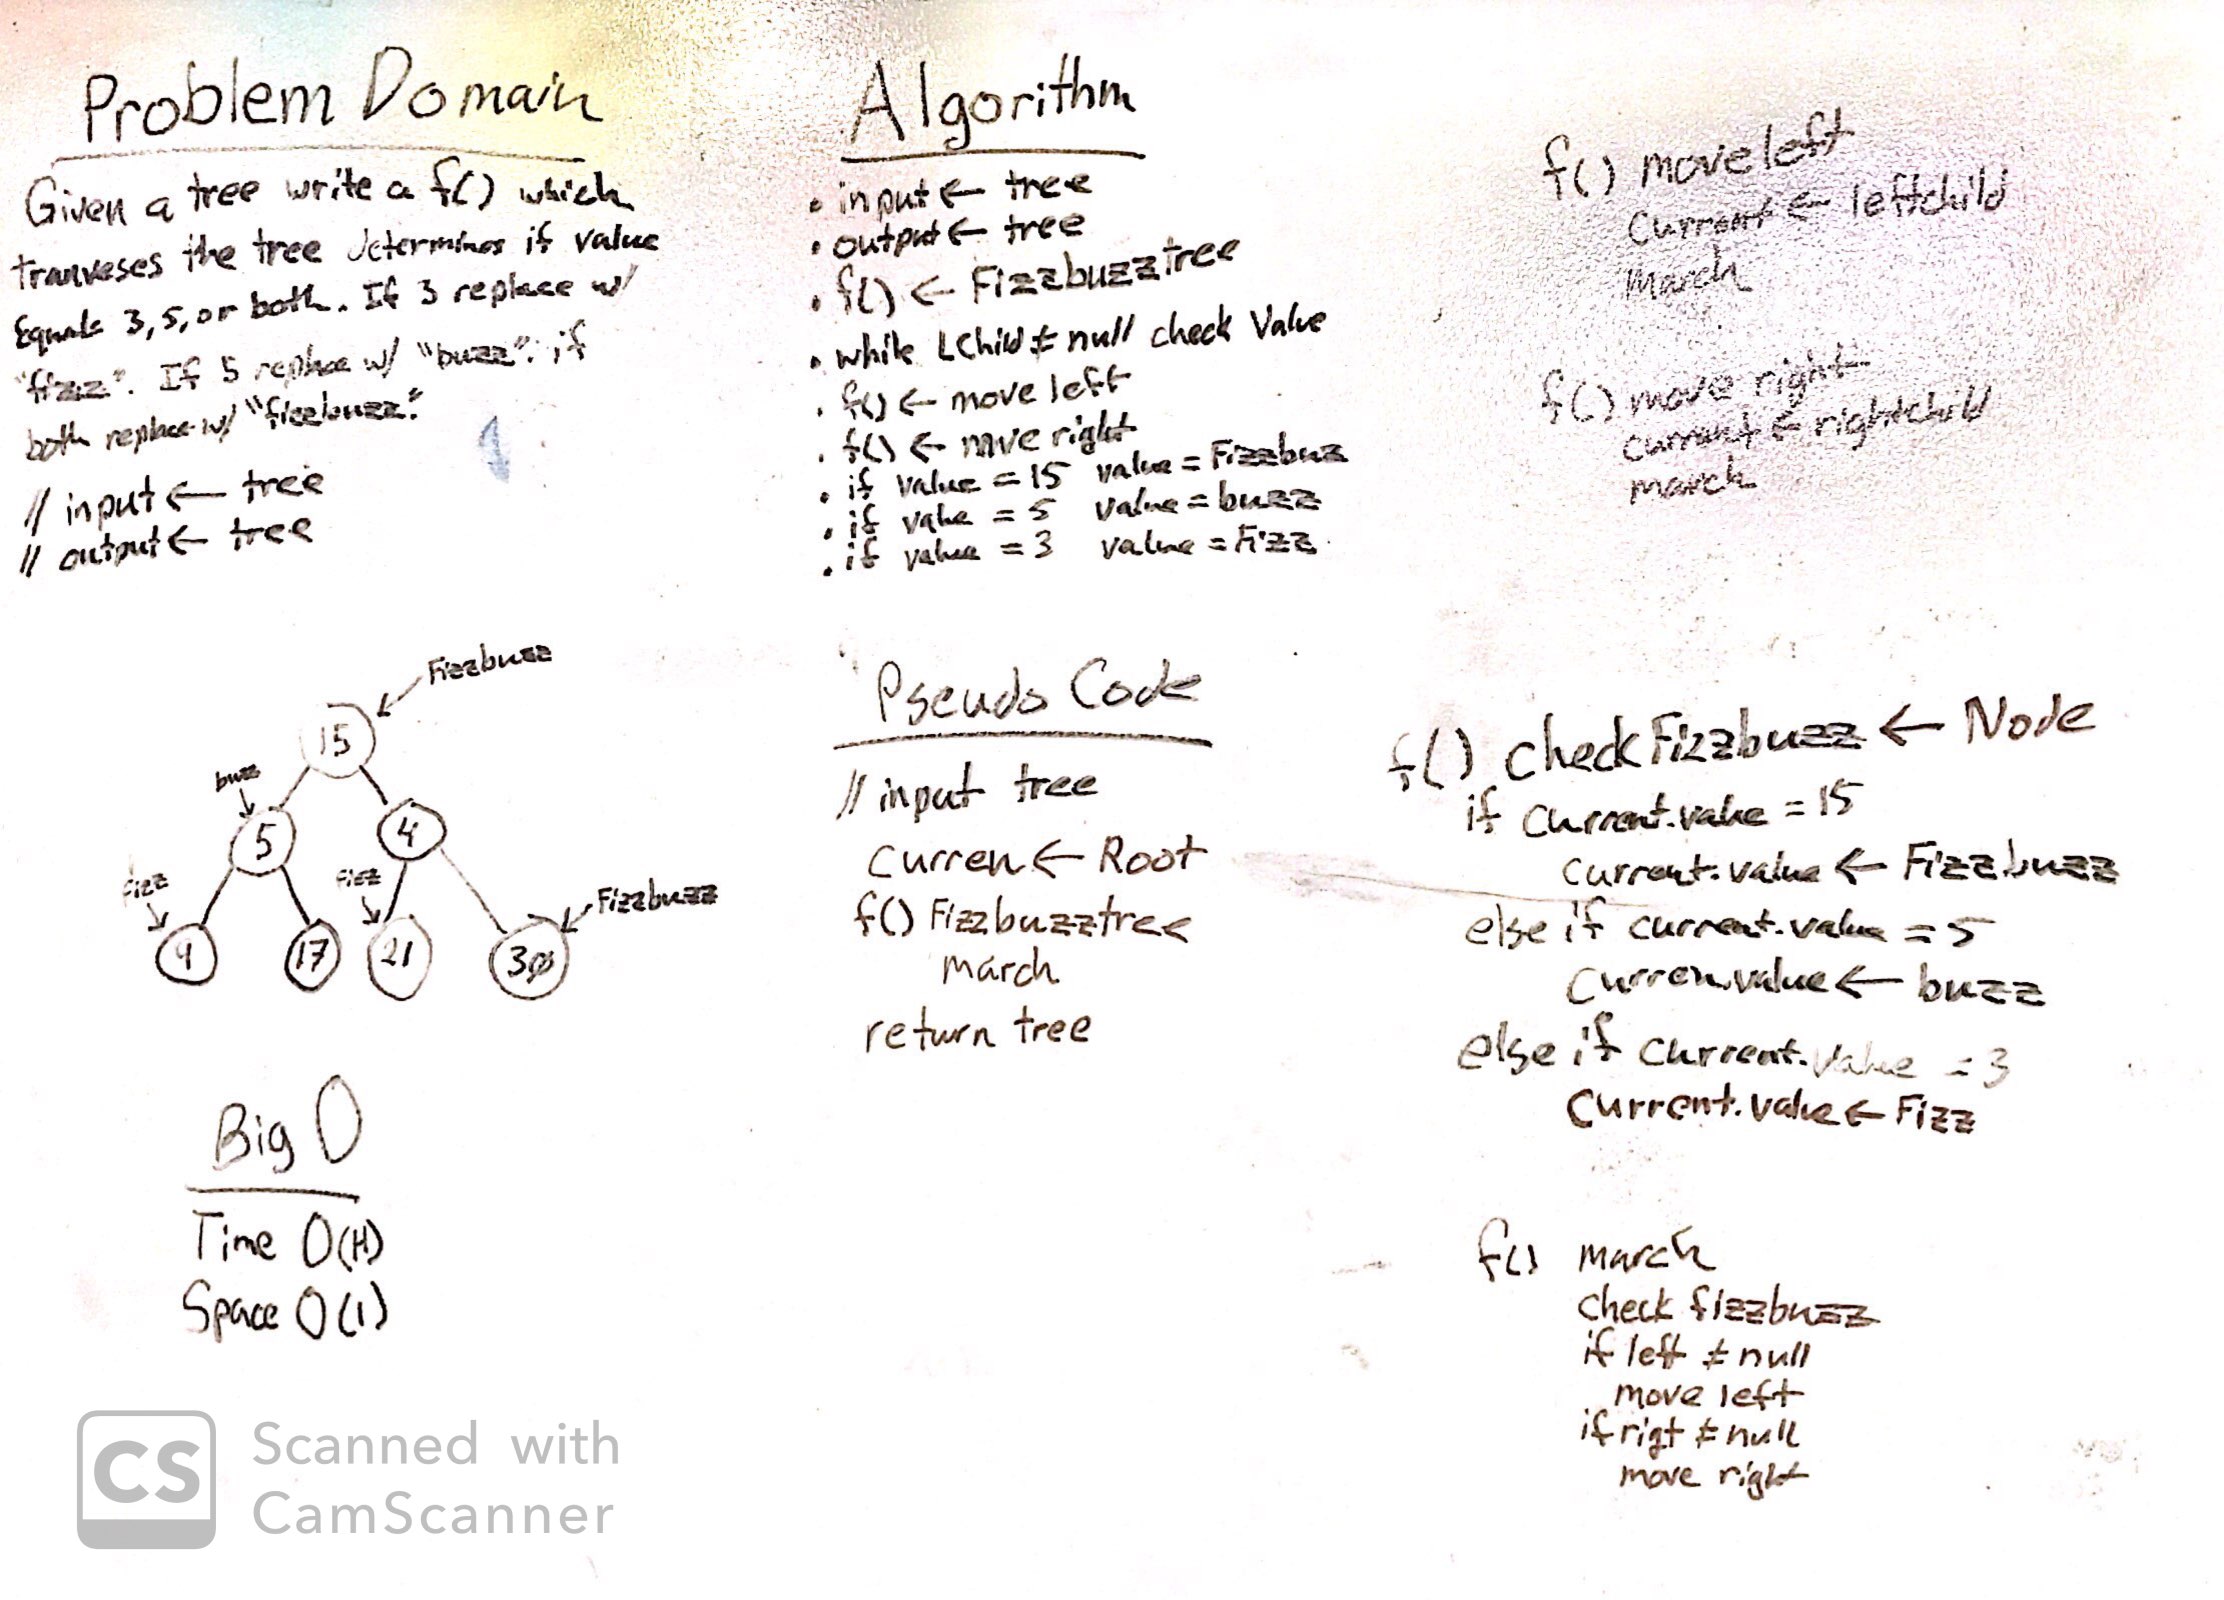 Problem Domain
Given a tree write a f() which
tranveses the tree determines if value
Equals 3, 5, or both. If 3 replace w/
"fizz". If 5 replace w/ "buzz". if
both replace w/ "fizzbuzz."
// input ← tree
// output ← tree
Fizzbuzz
15
buzz
5
4
fizz
fizz
Fizzbuzz
9
17
21
30
Big O
Time O(H)
Space O(1)
Algorithm
• input ← tree
• output ← tree
• f() ← Fizzbuzztree
• while LChild ≠ null check Value
• f() ← move left
• f() ← move right
• if value = 15 value = Fizzbuzz
• if value = 5 value = buzz
• if value = 3 value = Fizz
Pseudo Code
// input tree
curren ← Root
f() Fizzbuzztree
march
return tree
f() move left
Current ← leftchild
March
f() move right
current ← rightchild
march
f() checkFizzbuzz ← Node
if Current.value = 15
Current.value ← Fizzbuzz
else if current.value = 5
Curren.value ← buzz
else if Current.value = 3
Current.value ← Fizz
f() march
check fizzbuzz
if left ≠ null
move left
if rigt ≠ null
move right
CS
Scanned with
CamScanner